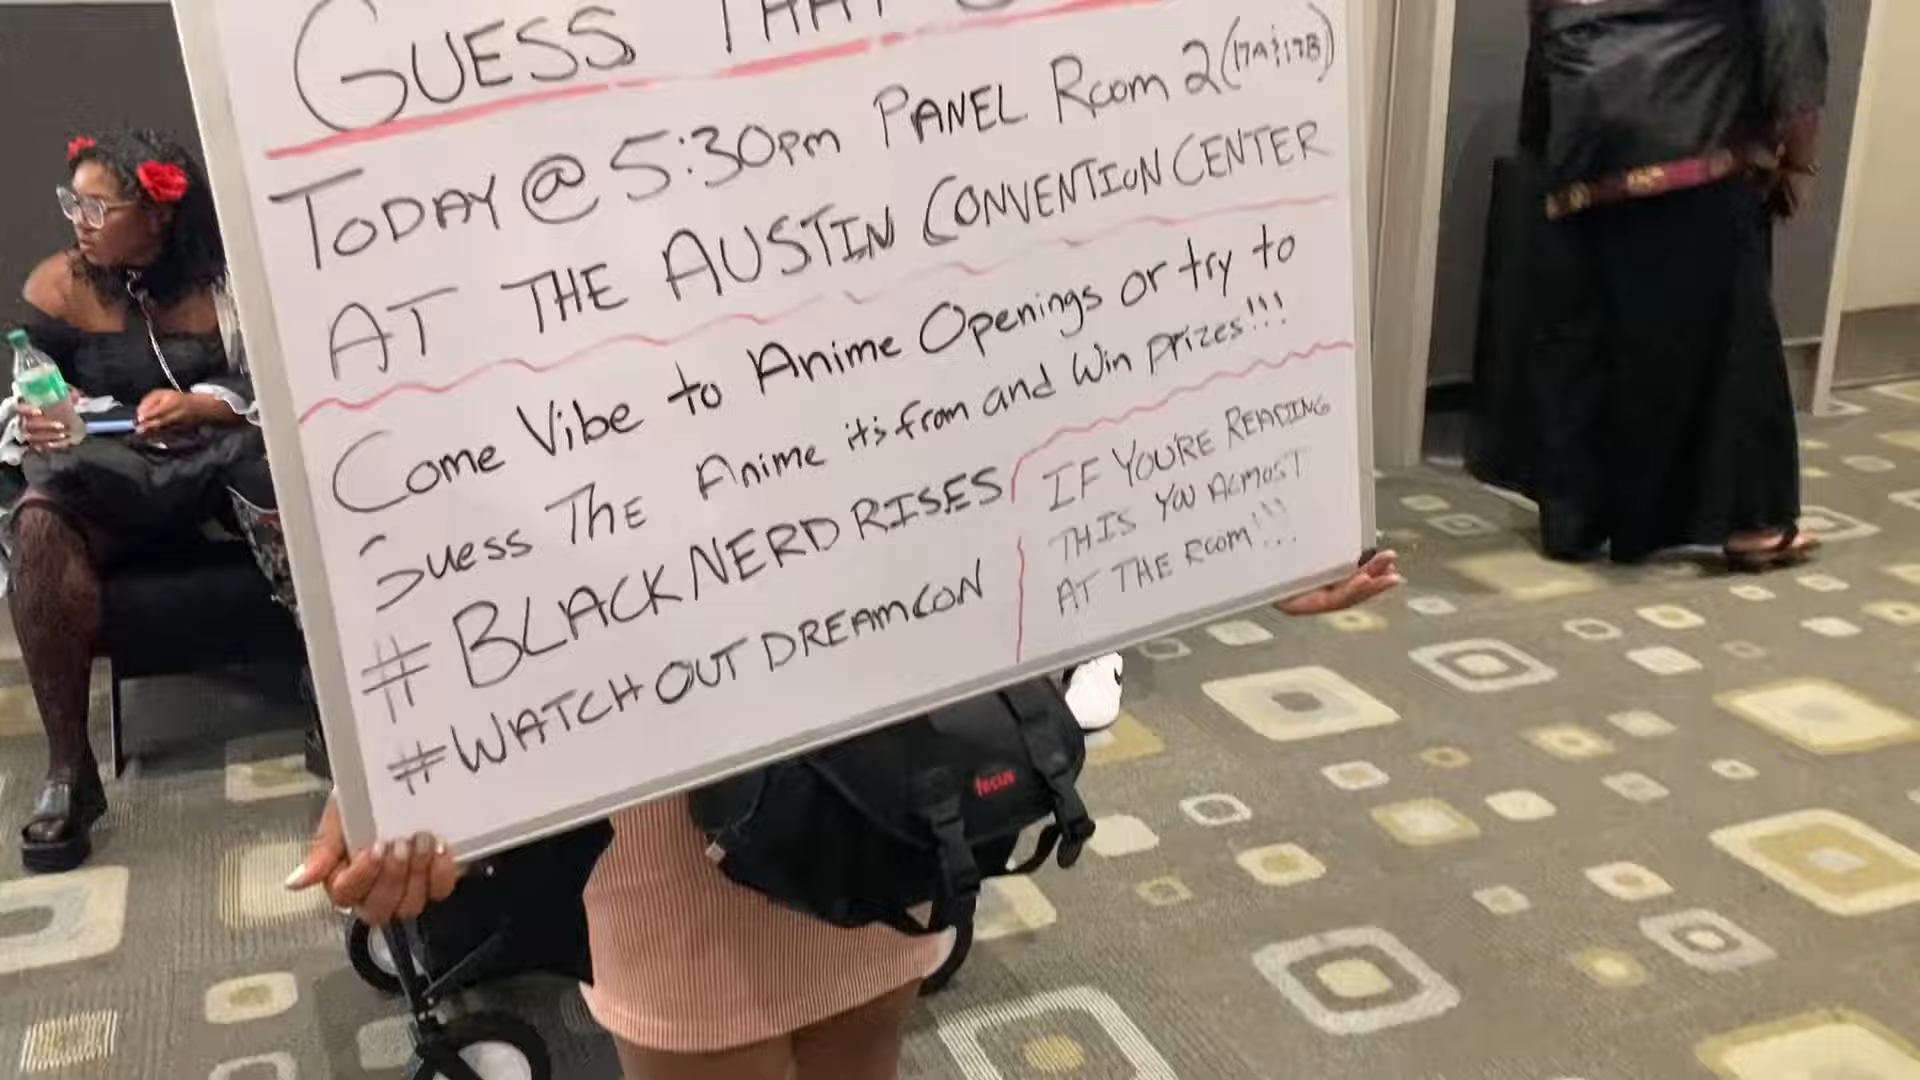 GUESS THAT
TODAY @ 5:30pm PANEL Room 2 (17A & 17B)
AT THE AUSTIN CONVENTION CENTER
Come Vibe to Anime Openings or try to
Guess The Anime it's from and Win prizes!!!
# BLACK NERD RISES
# WATCH OUT DREAMCON
IF YOU'RE READING
THIS YOU ALMOST
AT THE ROOM!!!
focus